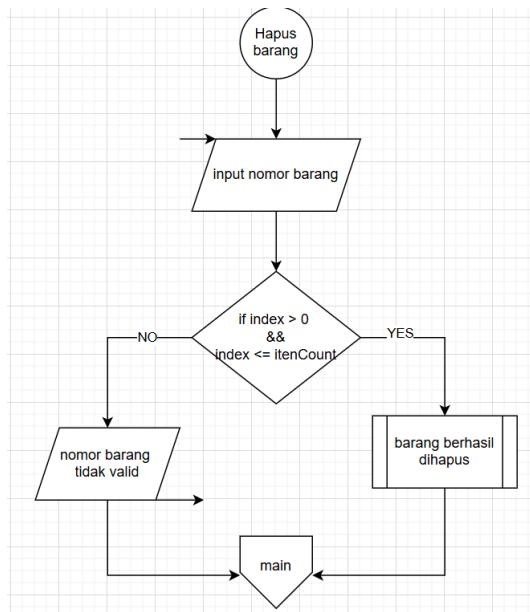 Hapus
barang
input nomor barang
if index > 0
&&
index <= itenCount
NO
YES
nomor barang
tidak valid
barang berhasil
dihapus
main